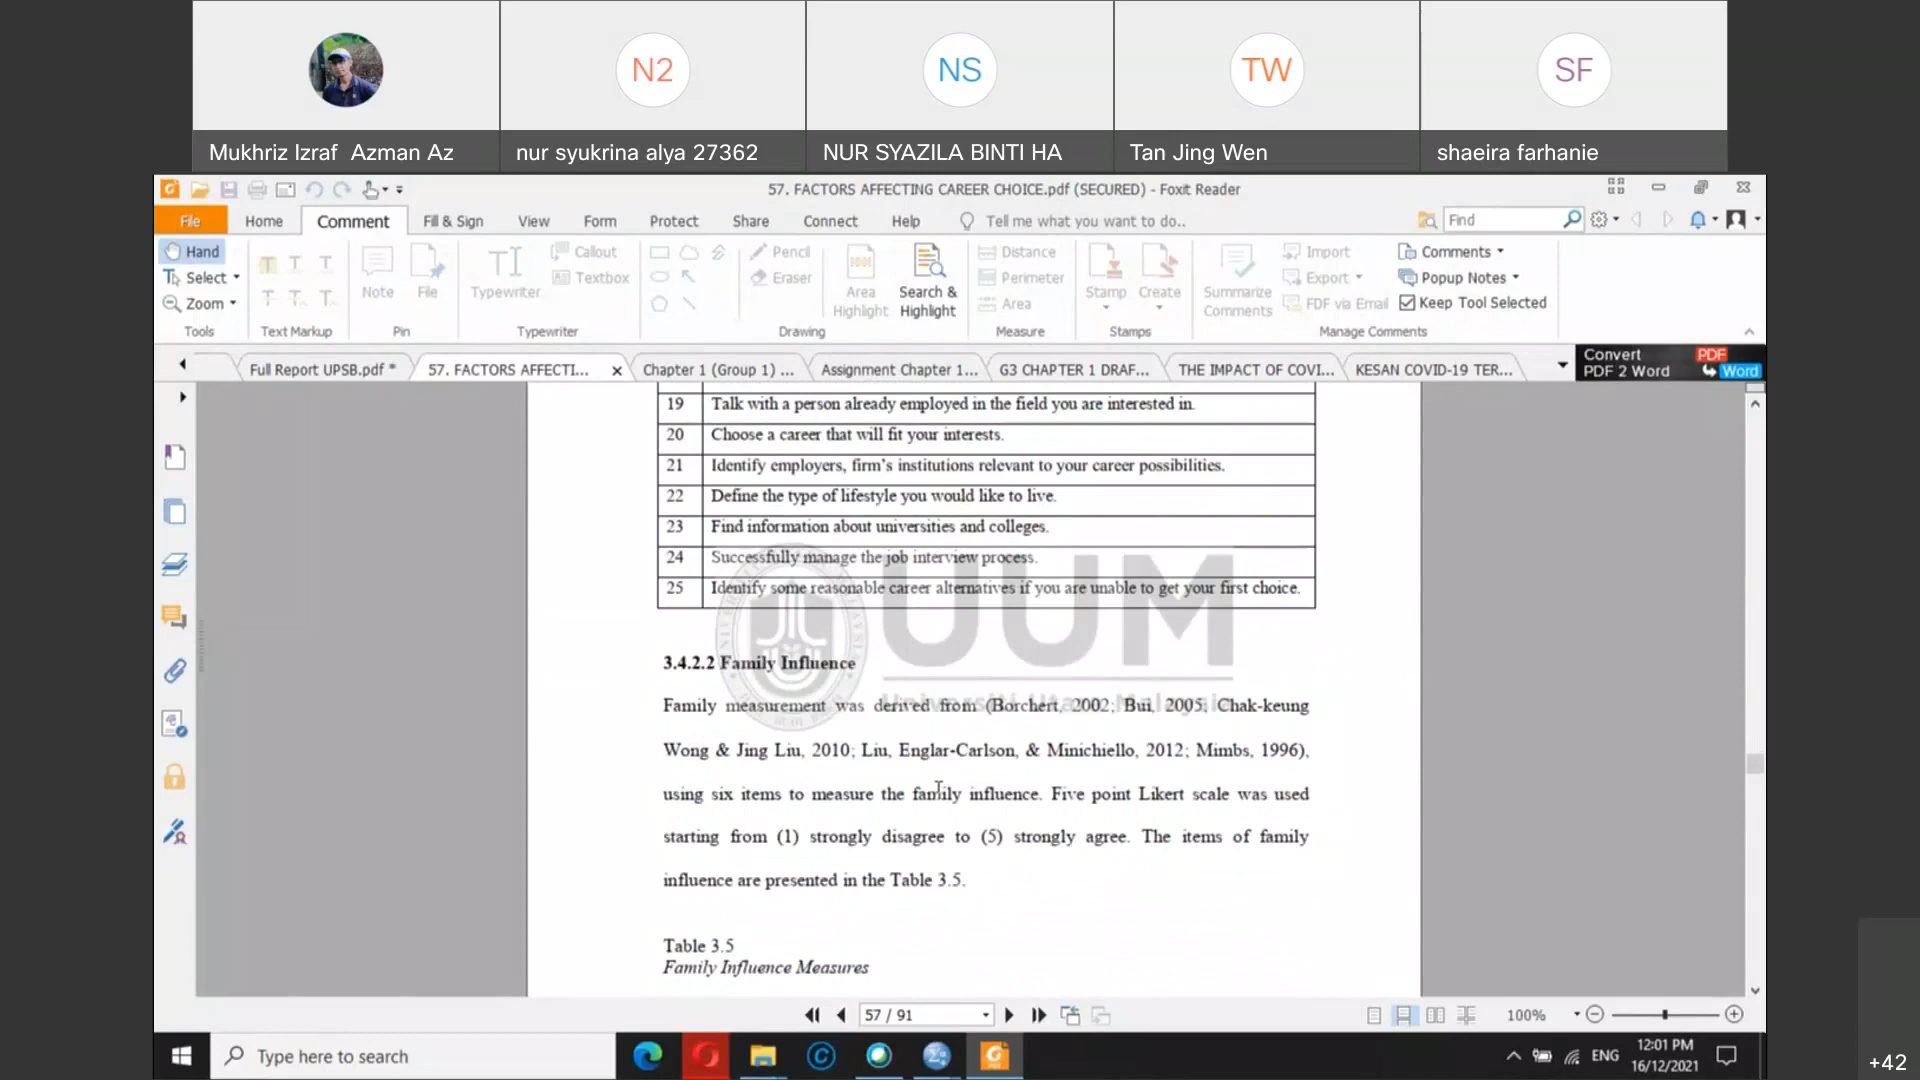 N2
NS
TW
SF
Mukhriz Izraf Azman Az
nur syukrina alya 27362
NUR SYAZILA BINTI HA
Tan Jing Wen
shaeira farhanie
57. FACTORS AFFECTING CAREER CHOICE.pdf (SECURED) - Foxit Reader
File Home Comment Fill & Sign View Form Protect Share Connect Help Tell me what you want to do.. Find
Hand
Select
Zoom
Tools
Text Markup
Note
File
Pin
Typewriter
Callout
Textbox
Typewriter
Pencil
Eraser
Area Highlight
Search & Highlight
Drawing
Distance
Perimeter
Area
Measure
Stamp
Create
Stamps
Summarize Comments
Import
Export
FDF via Email
Comments
Popup Notes
Keep Tool Selected
Manage Comments
Full Report UPSB.pdf *
57. FACTORS AFFECTI...
Chapter 1 (Group 1) ...
Assignment Chapter 1...
G3 CHAPTER 1 DRAF...
THE IMPACT OF COVI...
KESAN COVID-19 TER...
Convert PDF
PDF 2 Word Word
19 Talk with a person already employed in the field you are interested in.
20 Choose a career that will fit your interests.
21 Identify employers, firm's institutions relevant to your career possibilities.
22 Define the type of lifestyle you would like to live.
23 Find information about universities and colleges.
24 Successfully manage the job interview process.
25 Identify some reasonable career alternatives if you are unable to get your first choice.
UUM
Universiti Utara Malaysia
3.4.2.2 Family Influence
Family measurement was derived from (Borchert, 2002; Bui, 2005; Chak-keung
Wong & Jing Liu, 2010; Liu, Englar-Carlson, & Minichiello, 2012; Mimbs, 1996),
using six items to measure the family influence. Five point Likert scale was used
starting from (1) strongly disagree to (5) strongly agree. The items of family
influence are presented in the Table 3.5.
Table 3.5
Family Influence Measures
57 / 91
100%
Type here to search
ENG
12:01 PM
16/12/2021
+42